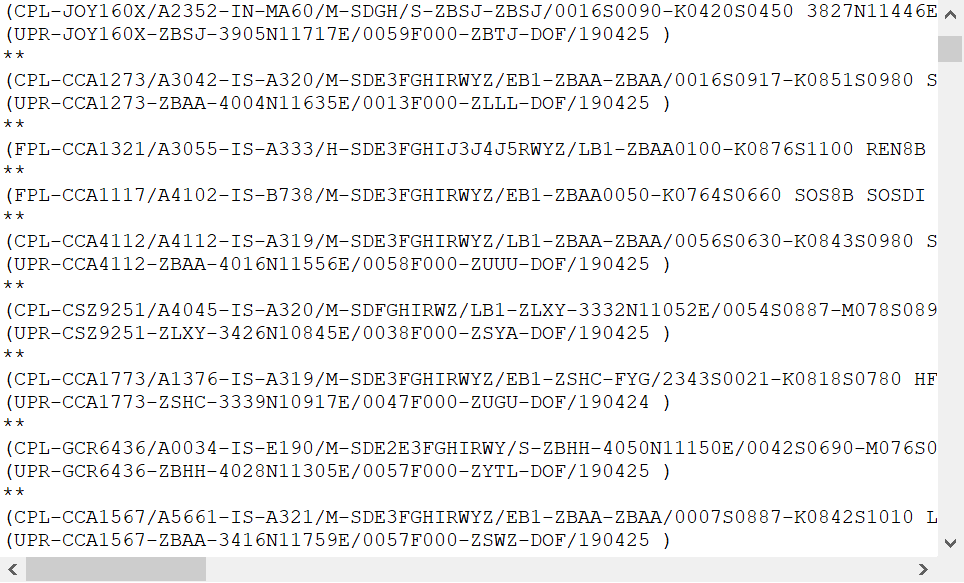 (CPL-JOY160X/A2352-IN-MA60/M-SDGH/S-ZBSJ-ZBSJ/0016S0090-K0420S0450 3827N11446E
(UPR-JOY160X-ZBSJ-3905N11717E/0059F000-ZBTJ-DOF/190425 )
**
(CPL-CCA1273/A3042-IS-A320/M-SDE3FGHIRWYZ/EB1-ZBAA-ZBAA/0016S0917-K0851S0980 S
(UPR-CCA1273-ZBAA-4004N11635E/0013F000-ZLLL-DOF/190425 )
**
(FPL-CCA1321/A3055-IS-A333/H-SDE3FGHIJ3J4J5RWYZ/LB1-ZBAA0100-K0876S1100 REN8B
**
(FPL-CCA1117/A4102-IS-B738/M-SDE3FGHIRWYZ/EB1-ZBAA0050-K0764S0660 SOS8B SOSDI
**
(CPL-CCA4112/A4112-IS-A319/M-SDE3FGHIRWYZ/LB1-ZBAA-ZBAA/0056S0630-K0843S0980 S
(UPR-CCA4112-ZBAA-4016N11556E/0058F000-ZUUU-DOF/190425 )
**
(CPL-CSZ9251/A4045-IS-A320/M-SDFGHIRWZ/LB1-ZLXY-3332N11052E/0054S0887-M078S089
(UPR-CSZ9251-ZLXY-3426N10845E/0038F000-ZSYA-DOF/190425 )
**
(CPL-CCA1773/A1376-IS-A319/M-SDE3FGHIRWYZ/EB1-ZSHC-FYG/2343S0021-K0818S0780 HF
(UPR-CCA1773-ZSHC-3339N10917E/0047F000-ZUGU-DOF/190424 )
**
(CPL-GCR6436/A0034-IS-E190/M-SDE2E3FGHIRWY/S-ZBHH-4050N11150E/0042S0690-M076S0
(UPR-GCR6436-ZBHH-4028N11305E/0057F000-ZYTL-DOF/190425 )
**
(CPL-CCA1567/A5661-IS-A321/M-SDE3FGHIRWYZ/EB1-ZBAA-ZBAA/0007S0887-K0842S1010 L
(UPR-CCA1567-ZBAA-3416N11759E/0057F000-ZSWZ-DOF/190425 )